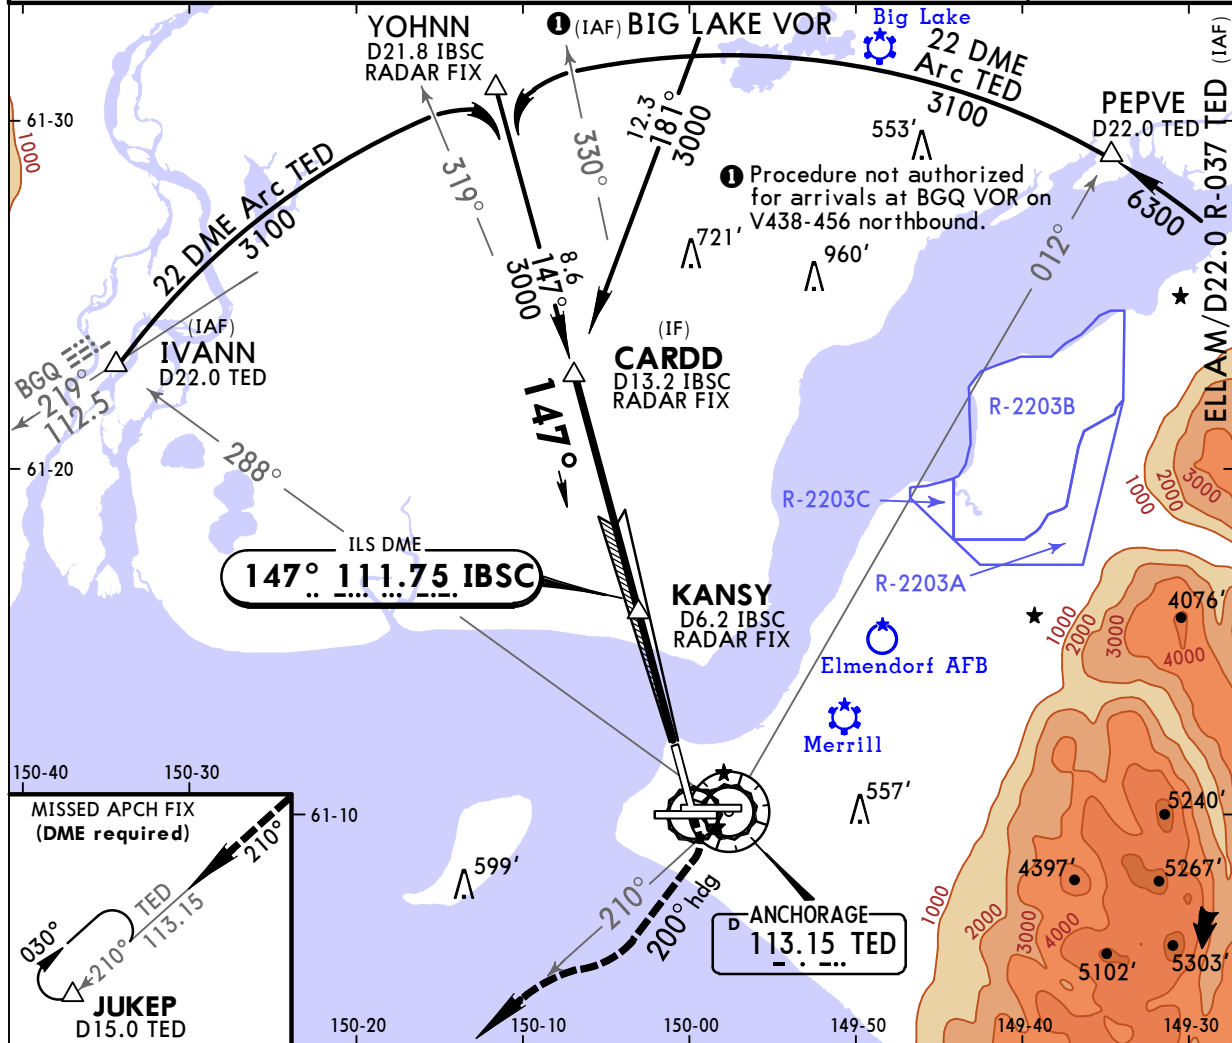 YOHNN
D21.8 IBSC
RADAR FIX
1 (IAF) BIG LAKE VOR
Big Lake
22 DME
Arc TED
3100
PEPVE
D22.0 TED
ELLAM/D22.0 R-037 TED (IAF)
6300
61-30
1000
22 DME Arc TED
3100
319°
330°
12.3
181°
3000
553'
1 Procedure not authorized
for arrivals at BGQ VOR on
V438-456 northbound.
721'
960'
012°
8.6
147°
3000
(IAF)
IVANN
D22.0 TED
BGQ
219°
112.5
(IF)
CARDD
D13.2 IBSC
RADAR FIX
147°
288°
61-20
R-2203B
R-2203C
R-2203A
1000
2000
3000
ILS DME
147° 111.75 IBSC
KANSY
D6.2 IBSC
RADAR FIX
Elmendorf AFB
Merrill
1000
2000
3000
4000
4076'
150-40
150-30
61-10
MISSED APCH FIX
(DME required)
210°
TED
113.15
030°
210°
JUKEP
D15.0 TED
599'
557'
210°
200° hdg
ANCHORAGE
D
113.15 TED
5240'
4397'
5267'
5102'
5303'
1000
2000
3000
4000
150-20
150-10
150-00
149-50
149-40
149-30